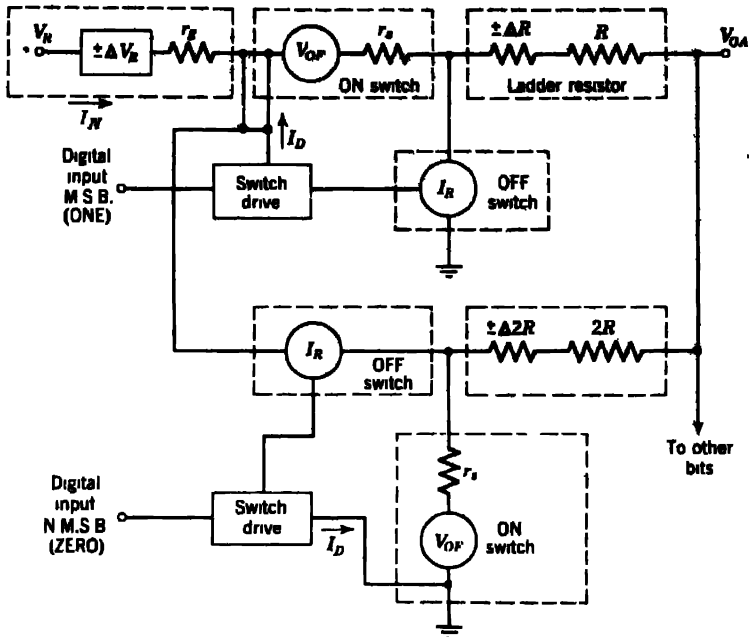 V_R
± Δ V_R
r_g
V_OF
r_s
ON switch
± ΔR
R
Ladder resistor
V_OA
I_N
I_D
Digital
input
M S B.
(ONE)
Switch
drive
I_R
OFF
switch
I_R
OFF
switch
± Δ2R
2R
To other
bits
Digital
input
N M.S B
(ZERO)
Switch
drive
I_D
r_s
V_OF
ON
switch